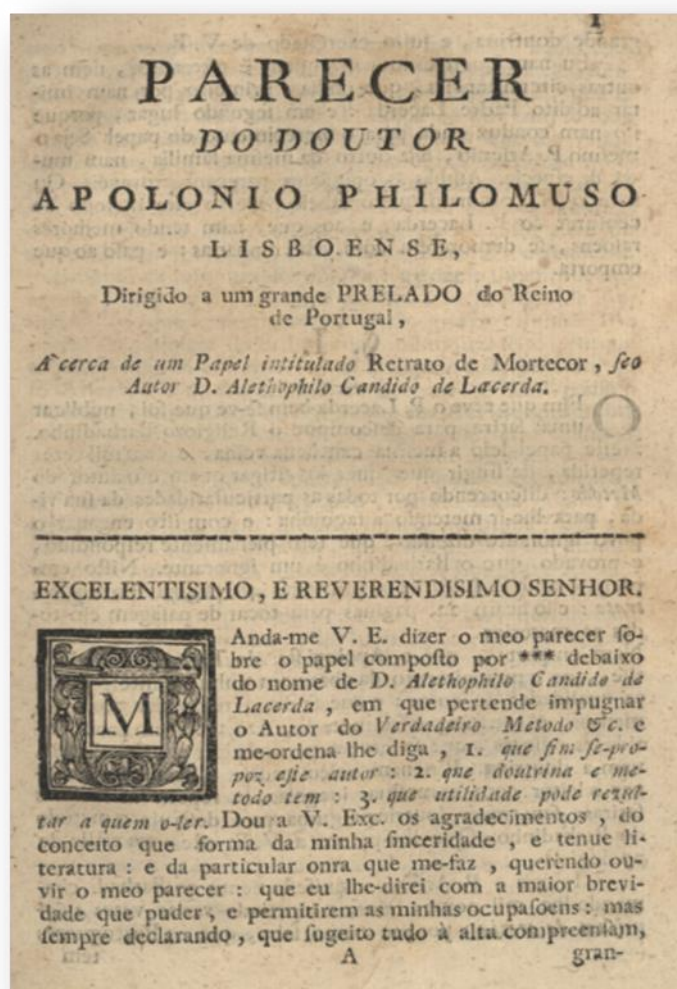 1
PARECER
DO DOUTOR
APOLONIO PHILOMUSO
LISBOENSE,
Dirigido a um grande PRELADO do Reino
de Portugal,
A'cerca de um Papel intitulado Retrato de Mortecor, ſeo
Autor D. Alethophilo Candido de Lacerda.
EXCELENTISIMO, E REVERENDISIMO SENHOR.
MAnda-me V. E. dizer o meo parecer ſo-
bre o papel compoſto por *** debaixo
do nome de D. Alethophilo Candido de
Lacerda, em que pertende impugnar
o Autor do Verdadeiro Metodo &c. e
me-ordena lhe diga, 1. que fim ſe-pro-
poz eſte autor: 2. que doutrina e me-
todo tem: 3. que utilidade pode rezul-
tar a quem o-ler. Dou a V. Exc. os agradecimentos, do
conceito que forma da minha ſinceridade, e tenue li-
teratura: e da particular onra que me-faz, querendo ou-
vir o meo parecer: que eu lhe-direi com a maior brevi-
dade que puder, e permitirem as minhas ocupaſoens: mas
ſempre declarando, que ſugeito tudo à alta compreenſam,
A gran-